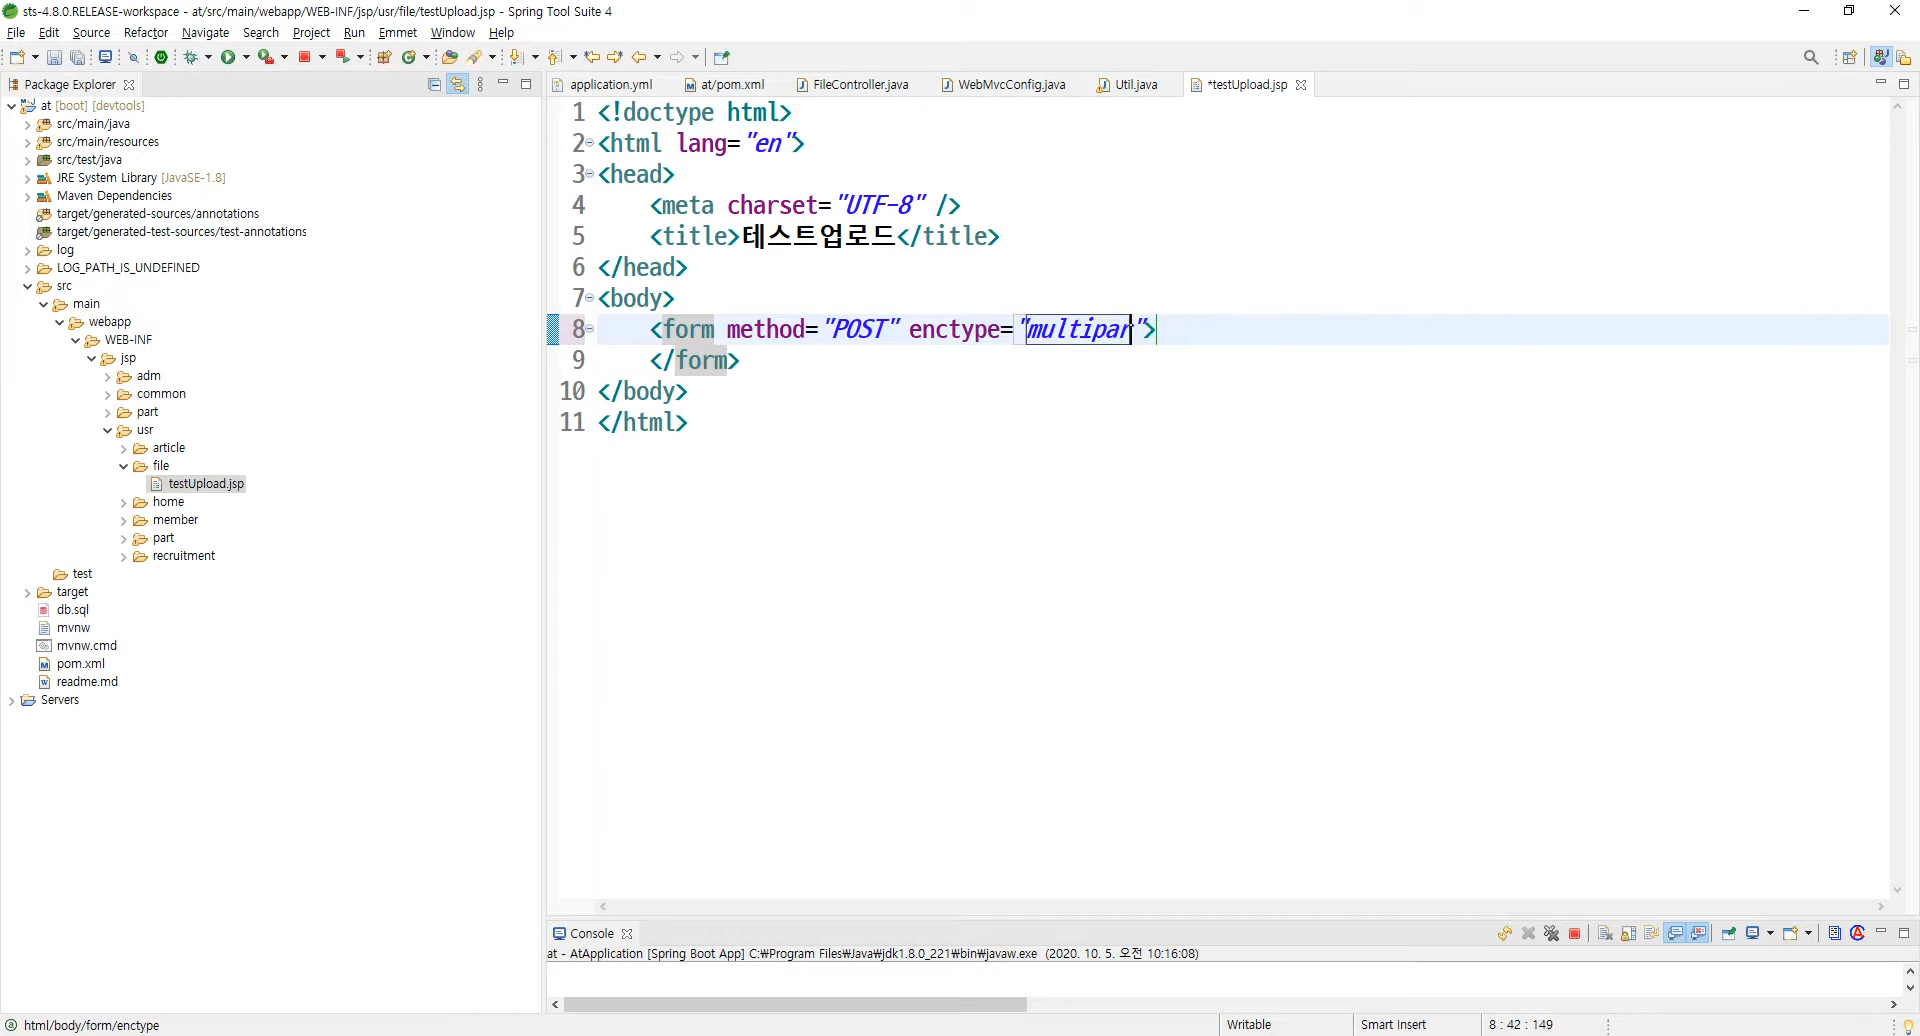 sts-4.8.0.RELEASE-workspace - at/src/main/webapp/WEB-INF/jsp/usr/file/testUpload.jsp - Spring Tool Suite 4
File Edit Source Refactor Navigate Search Project Run Emmet Window Help
Package Explorer
at [boot] [devtools]
src/main/java
src/main/resources
src/test/java
JRE System Library [JavaSE-1.8]
Maven Dependencies
target/generated-sources/annotations
target/generated-test-sources/test-annotations
log
LOG_PATH_IS_UNDEFINED
src
main
webapp
WEB-INF
jsp
adm
common
part
usr
article
file
testUpload.jsp
home
member
part
recruitment
test
target
db.sql
mvnw
mvnw.cmd
pom.xml
readme.md
Servers
application.yml at/pom.xml FileController.java WebMvcConfig.java Util.java *testUpload.jsp
1 <!doctype html>
2 <html lang="en">
3 <head>
4 <meta charset="UTF-8" />
5 <title>테스트업로드</title>
6 </head>
7 <body>
8 <form method="POST" enctype="multipar">
9 </form>
10 </body>
11 </html>
Console
at - AtApplication [Spring Boot App] C:₩Program Files₩Java₩jdk1.8.0_221₩bin₩javaw.exe (2020. 10. 5. 오전 10:16:08)
html/body/form/enctype Writable Smart Insert 8 : 42 : 149